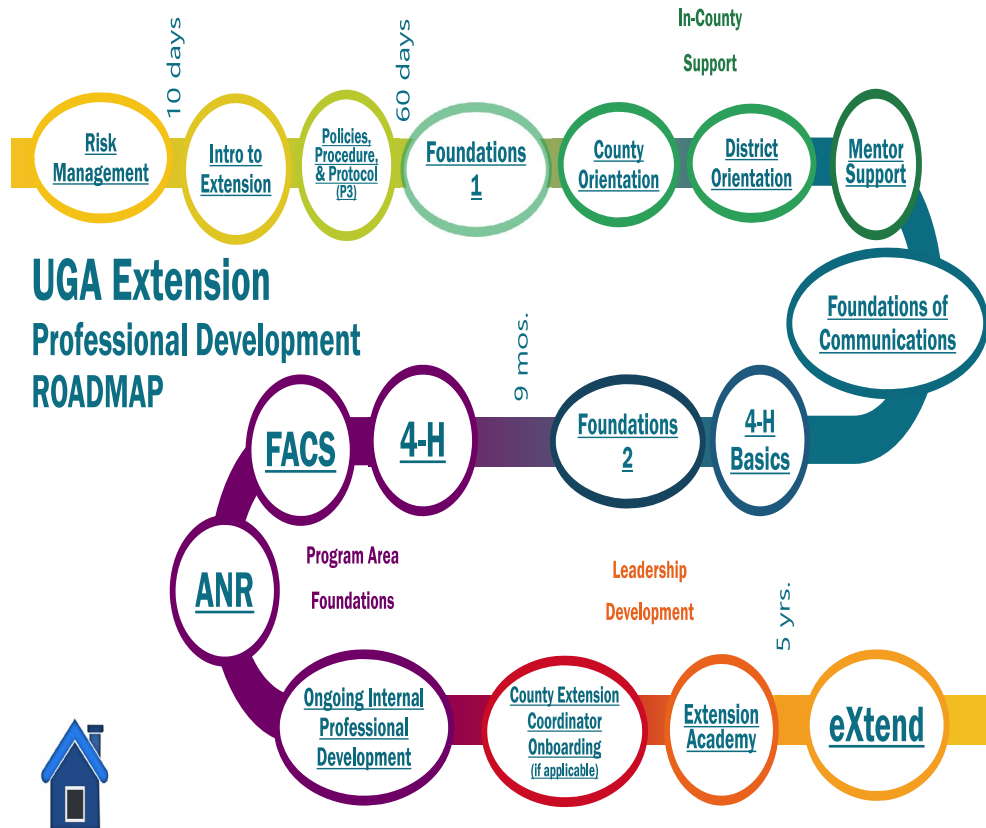 In-County
Support
10 days
60 days
Risk
Management
Intro to
Extension
Policies,
Procedure,
& Protocol
(P3)
Foundations
1
County
Orientation
District
Orientation
Mentor
Support
UGA Extension
Professional Development
ROADMAP
Foundations of
Communications
9 mos.
FACS
4-H
Foundations
2
4-H
Basics
ANR
Program Area
Foundations
Leadership
Development
5 yrs.
Ongoing Internal
Professional
Development
County Extension
Coordinator
Onboarding
(if applicable)
Extension
Academy
eXtend